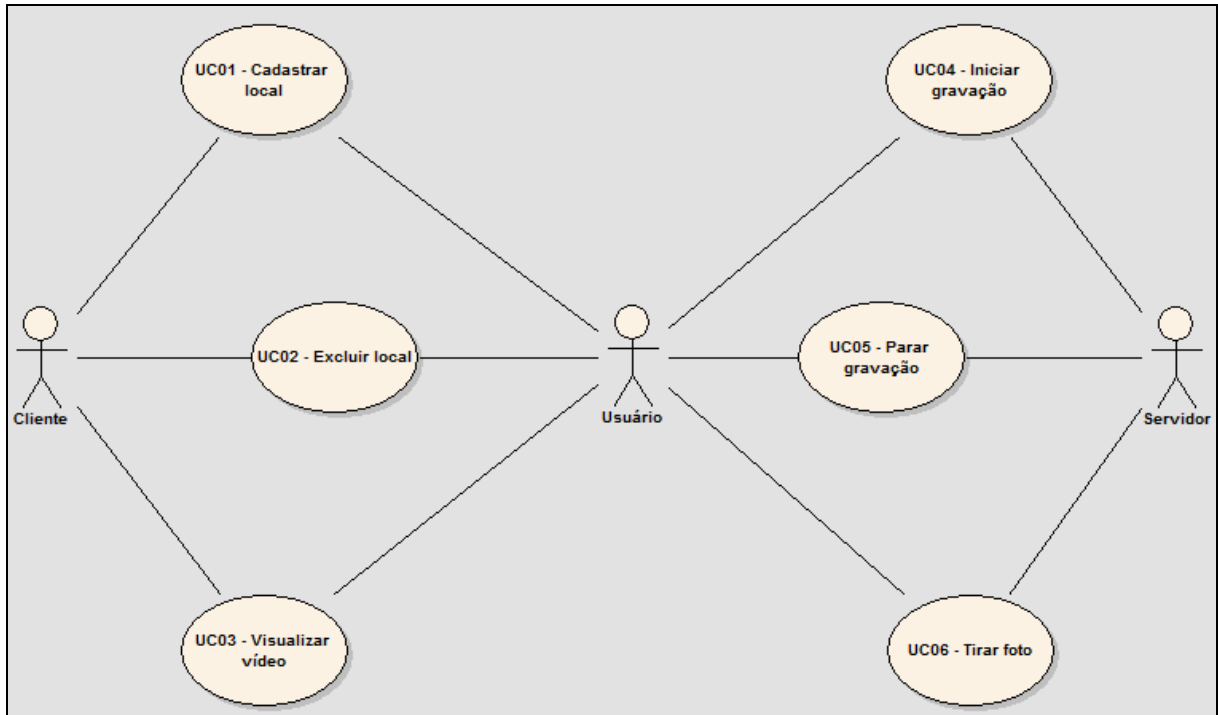 UC01 - Cadastrar
local
UC04 - Iniciar
gravação
UC02 - Excluir local
UC05 - Parar
gravação
Cliente
Usuário
Servidor
UC03 - Visualizar
vídeo
UC06 - Tirar foto